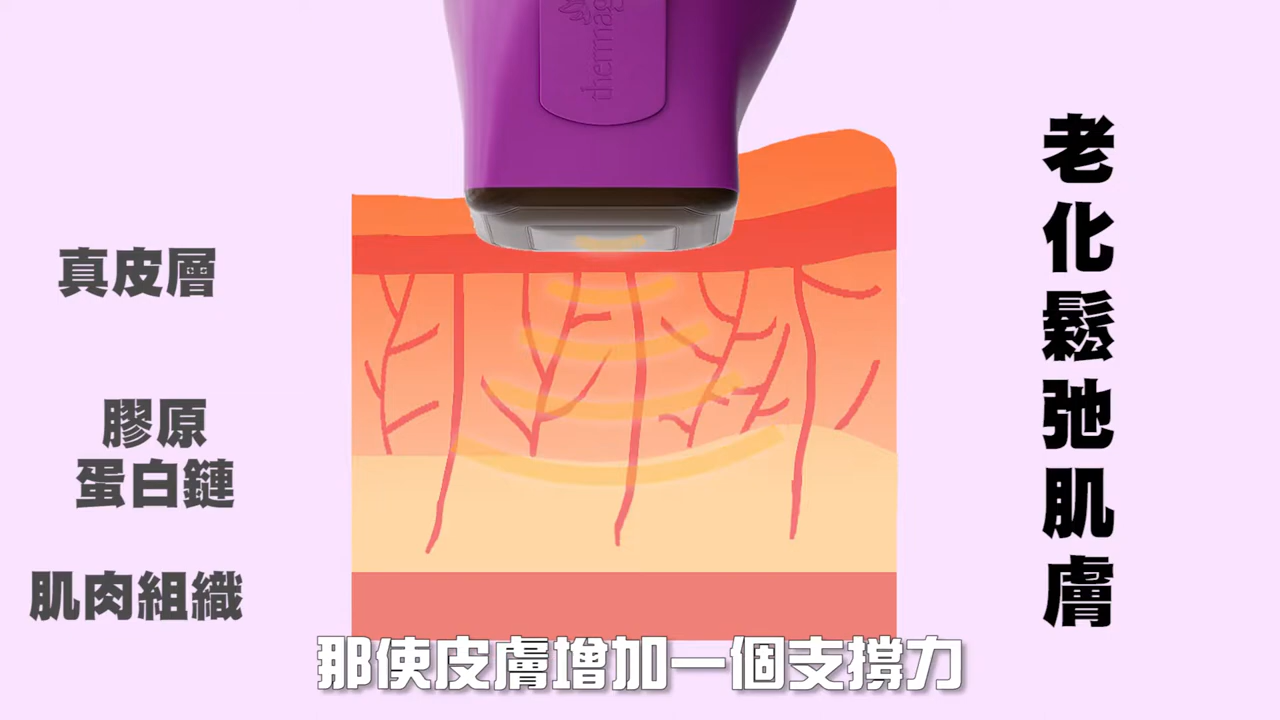 thermag
真皮層
膠原
蛋白鏈
肌肉組織
老化鬆弛肌膚
那使皮膚增加一個支撐力